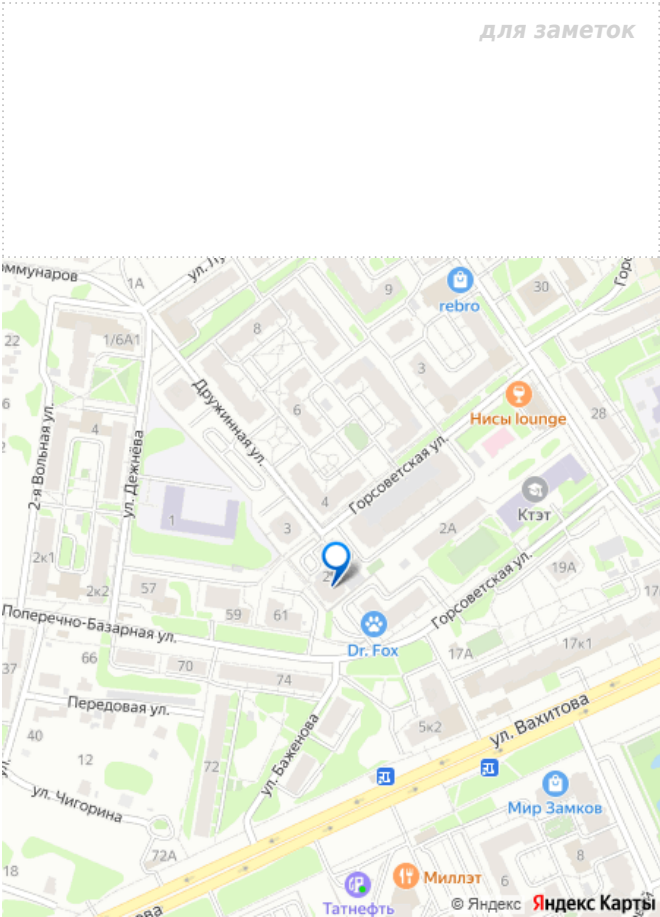 для заметок
1А
9
rebro
30
22
1/6А1
8
3
6
6
Дружинная ул.
Нисы lounge
28
4
2-я Вольная ул.
ул. Дежнёва
Горсоветская ул.
4
Ктэт
1
3
2А
2к1
19А
2к2
57
59
61
Горсоветская ул.
Поперечно-Базарная ул.
Dr. Fox
17А
17к1
37
66
70
74
Передовая ул.
5к2
ул. Вахитова
40
12
72
ул. Баженова
ул. Чигорина
Мир Замков
72А
18
Миллэт
6
8
Татнефть
© Яндекс Яндекс Карты